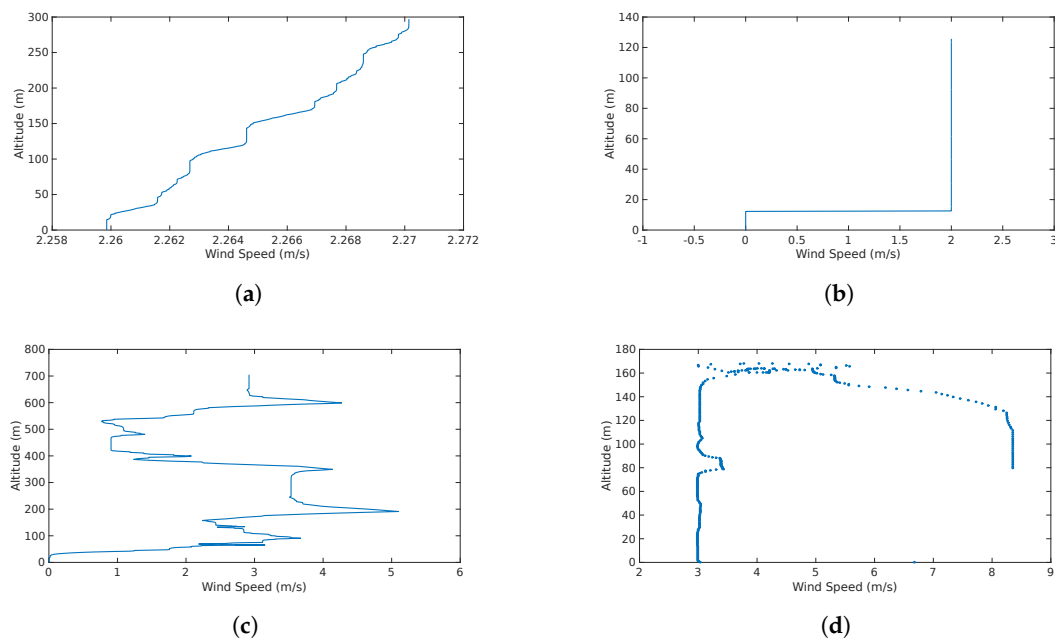 300
250
200
150
100
50
0
Altitude (m)
2.258 2.26 2.262 2.264 2.266 2.268 2.27 2.272
Wind Speed (m/s)
(a)
140
120
100
80
60
40
20
0
Altitude (m)
-1 -0.5 0 0.5 1 1.5 2 2.5 3
Wind Speed (m/s)
(b)
800
700
600
500
400
300
200
100
0
Altitude (m)
0 1 2 3 4 5 6
Wind Speed (m/s)
(c)
180
160
140
120
100
80
60
40
20
0
Altitude (m)
2 3 4 5 6 7 8 9
Wind Speed (m/s)
(d)